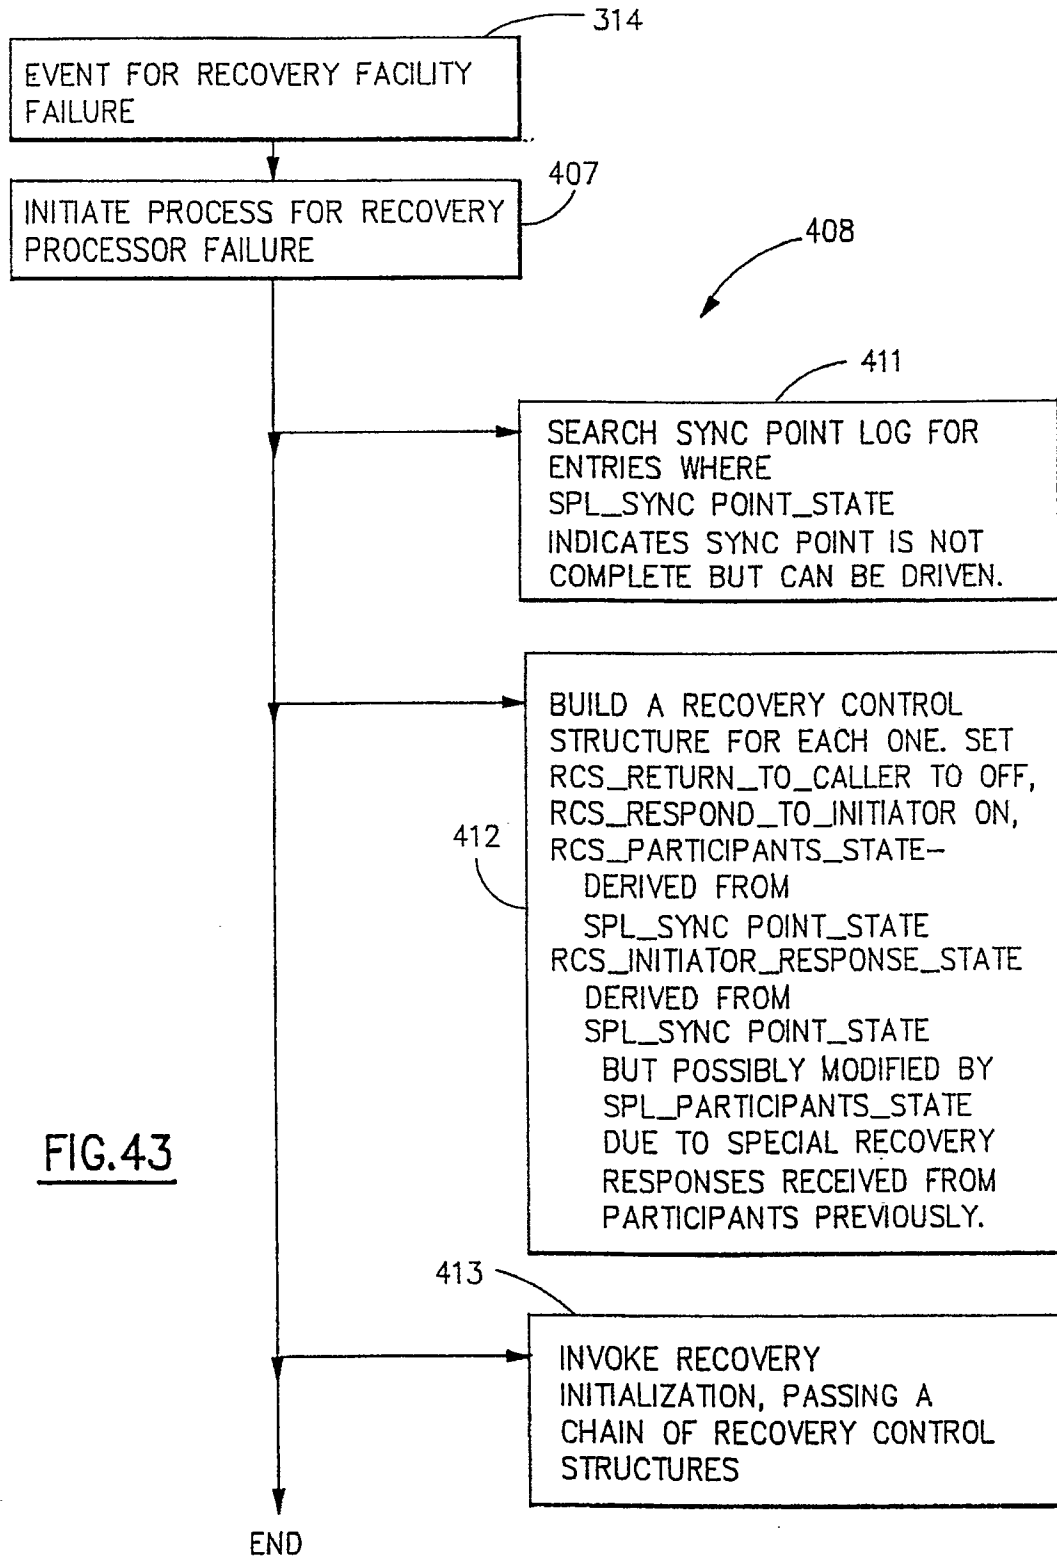 314
EVENT FOR RECOVERY FACILITY
FAILURE
407
INITIATE PROCESS FOR RECOVERY
PROCESSOR FAILURE
408
411
SEARCH SYNC POINT LOG FOR
ENTRIES WHERE
SPL_SYNC POINT_STATE
INDICATES SYNC POINT IS NOT
COMPLETE BUT CAN BE DRIVEN.
412
BUILD A RECOVERY CONTROL
STRUCTURE FOR EACH ONE. SET
RCS_RETURN_TO_CALLER TO OFF,
RCS_RESPOND_TO_INITIATOR ON,
RCS_PARTICIPANTS_STATE-
DERIVED FROM
SPL_SYNC POINT_STATE
RCS_INITIATOR_RESPONSE_STATE
DERIVED FROM
SPL_SYNC POINT_STATE
BUT POSSIBLY MODIFIED BY
SPL_PARTICIPANTS_STATE
DUE TO SPECIAL RECOVERY
RESPONSES RECEIVED FROM
PARTICIPANTS PREVIOUSLY.
FIG.43
413
INVOKE RECOVERY
INITIALIZATION, PASSING A
CHAIN OF RECOVERY CONTROL
STRUCTURES
END